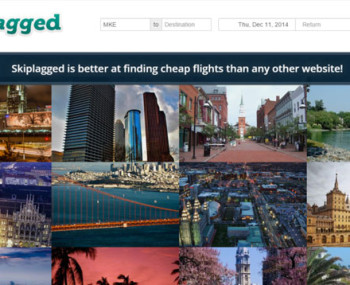 agged
MKE to Destination Thu, Dec 11, 2014 Return
Skiplagged is better at finding cheap flights than any other website!